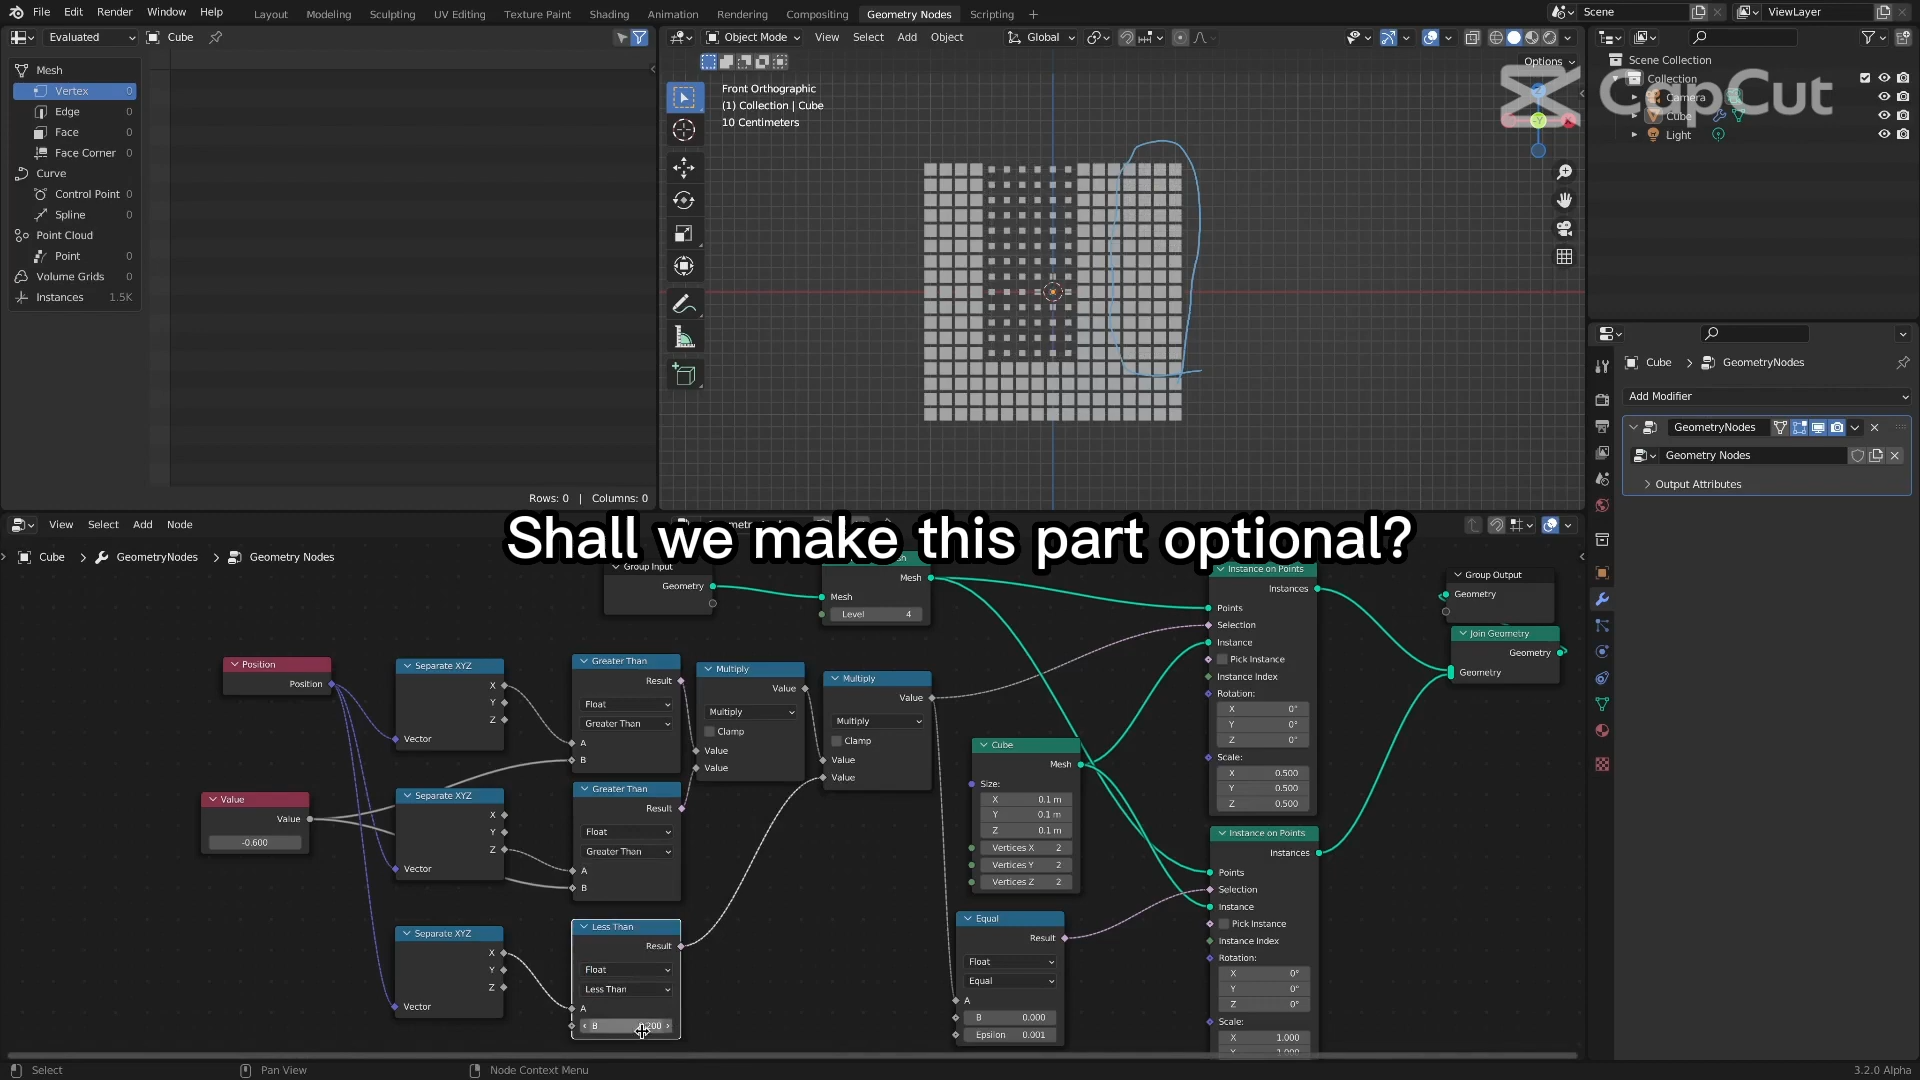 File Edit Render Window Help Layout Modeling Sculpting UV Editing Texture Paint Shading Animation Rendering Compositing Geometry Nodes Scripting + Scene ViewLayer
Evaluated Cube
Object Mode View Select Add Object Global
Options
Mesh
Vertex 0
Edge 0
Face 0
Face Corner 0
Curve
Control Point 0
Spline 0
Point Cloud
Point 0
Volume Grids 0
Instances 1.5K
Rows: 0 | Columns: 0
Front Orthographic
(1) Collection | Cube
10 Centimeters
Scene Collection
Collection
Camera
Cube
Light
CapCut
Cube > GeometryNodes
Add Modifier
GeometryNodes
Geometry Nodes
Output Attributes
View Select Add Node
Shall we make this part optional?
Cube > GeometryNodes > Geometry Nodes
Group Input
Geometry
Mesh
Mesh
Level 4
Position
Position
Value
Value
-0.600
Separate XYZ
X
Y
Z
Vector
Separate XYZ
X
Y
Z
Vector
Separate XYZ
X
Y
Z
Vector
Greater Than
Result
Float
Greater Than
A
B
Greater Than
Result
Float
Greater Than
A
B
Less Than
Result
Float
Less Than
A
B
Multiply
Value
Multiply
Clamp
Value
Value
Multiply
Value
Multiply
Clamp
Value
Value
Cube
Mesh
Size:
X 0.1 m
Y 0.1 m
Z 0.1 m
Vertices X 2
Vertices Y 2
Vertices Z 2
Equal
Result
Float
Equal
A
B 0.000
Epsilon 0.001
Instance on Points
Instances
Points
Selection
Instance
Pick Instance
Instance Index
Rotation:
X 0°
Y 0°
Z 0°
Scale:
X 0.500
Y 0.500
Z 0.500
Instance on Points
Instances
Points
Selection
Instance
Pick Instance
Instance Index
Rotation:
X 0°
Y 0°
Z 0°
Scale:
X 1.000
Group Output
Geometry
Join Geometry
Geometry
Geometry
Select Pan View Node Context Menu 3.2.0 Alpha